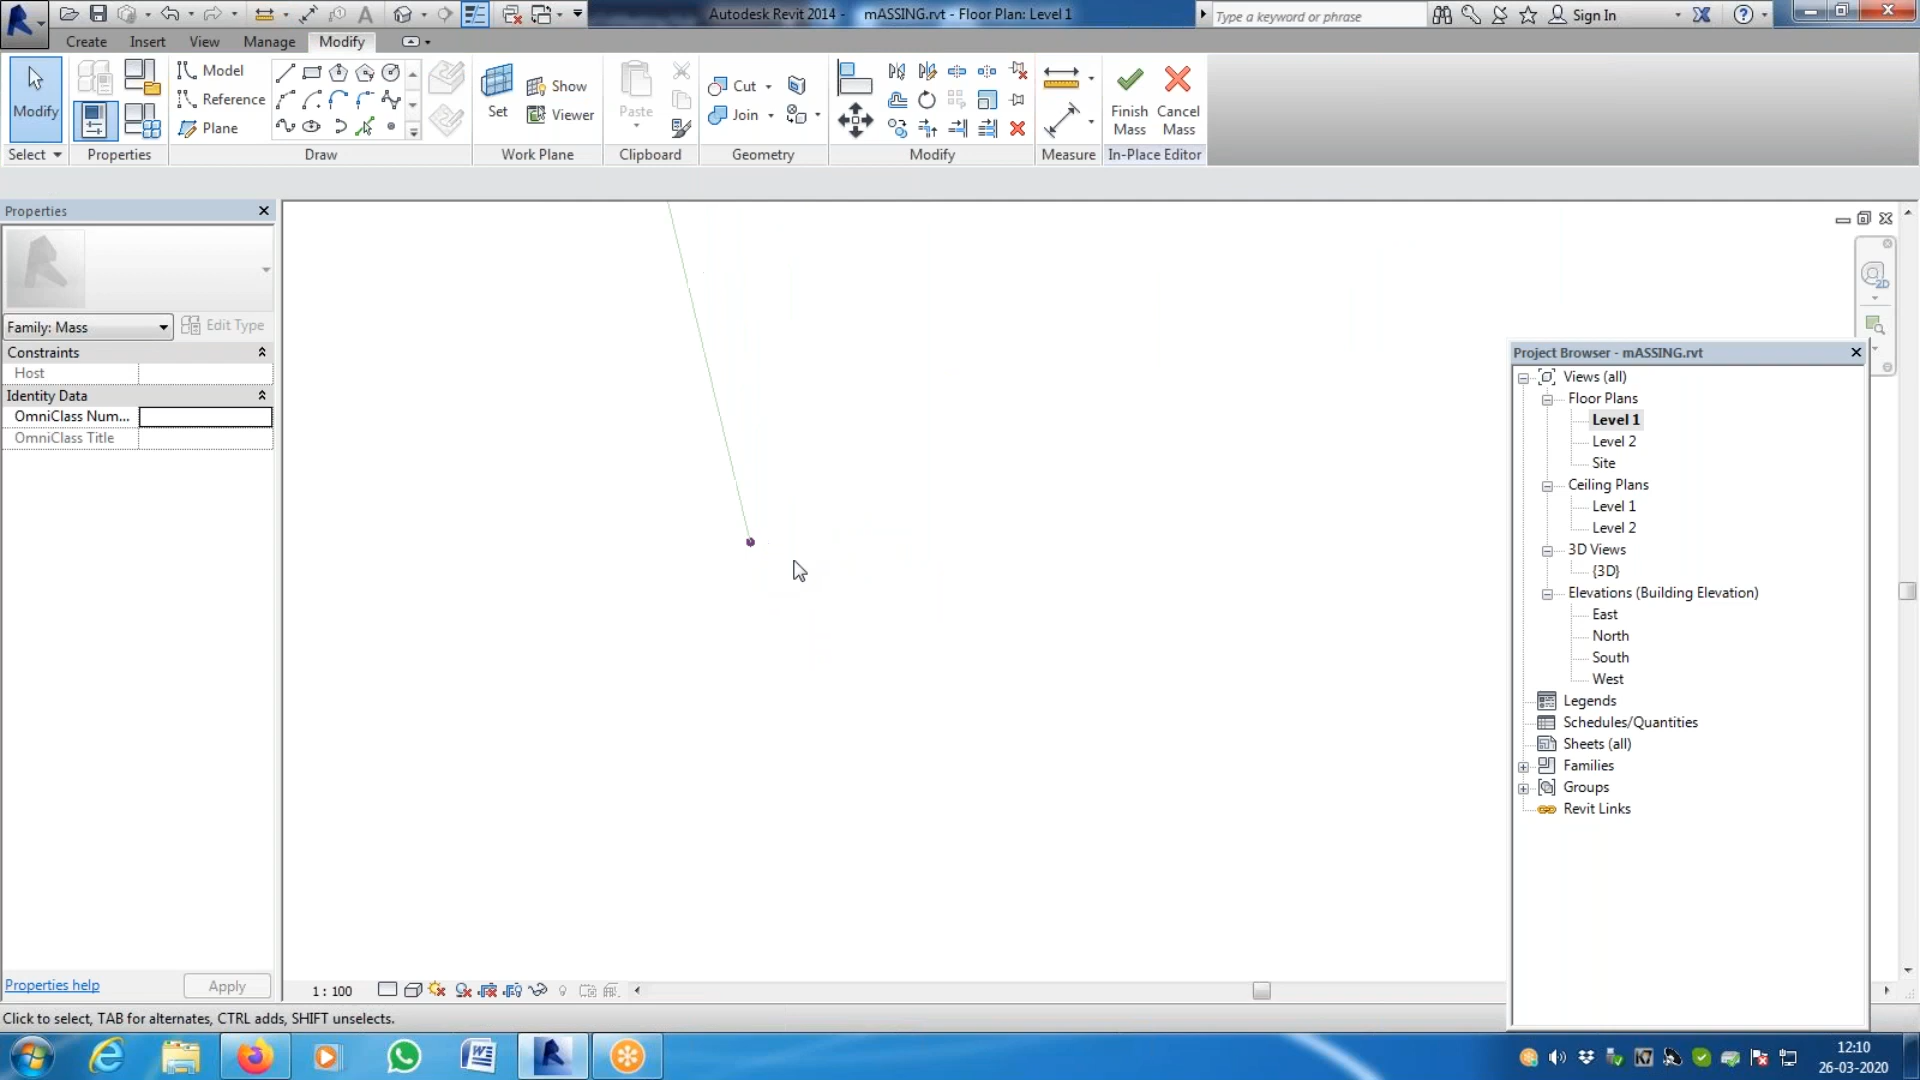 Autodesk Revit 2014 - mASSING.rvt - Floor Plan: Level 1
Type a keyword or phrase
Sign In
Create Insert View Manage Modify
Modify
Model
Reference
Plane
Set
Show
Viewer
Paste
Cut
Join
Finish
Mass
Cancel
Mass
Select Properties Draw Work Plane Clipboard Geometry Modify Measure In-Place Editor
Properties
Family: Mass
Edit Type
Constraints
Host
Identity Data
OmniClass Num...
OmniClass Title
2D
Project Browser - mASSING.rvt
Views (all)
Floor Plans
Level 1
Level 2
Site
Ceiling Plans
Level 1
Level 2
3D Views
{3D}
Elevations (Building Elevation)
East
North
South
West
Legends
Schedules/Quantities
Sheets (all)
Families
Groups
Revit Links
Properties help
Apply
1 : 100
Click to select, TAB for alternates, CTRL adds, SHIFT unselects.
12:10
26-03-2020